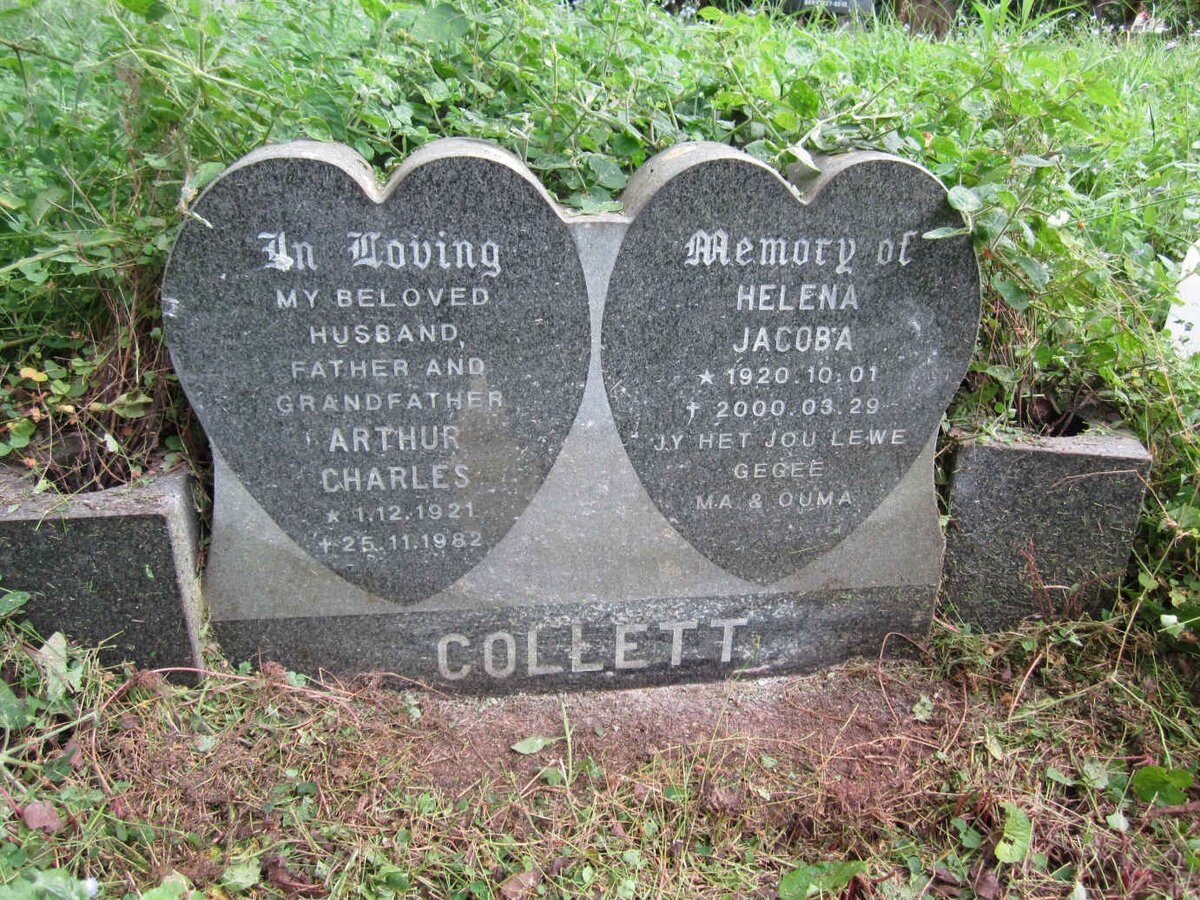 In Loving
MY BELOVED
HUSBAND,
FATHER AND
GRANDFATHER
ARTHUR
CHARLES
★ 1.12.1921
✝ 25.11.1982
Memory of
HELENA
JACOBA
★ 1920.10.01
✝ 2000.03.29
JY HET JOU LEWE
GEGEE
MA & OUMA
COLLETT